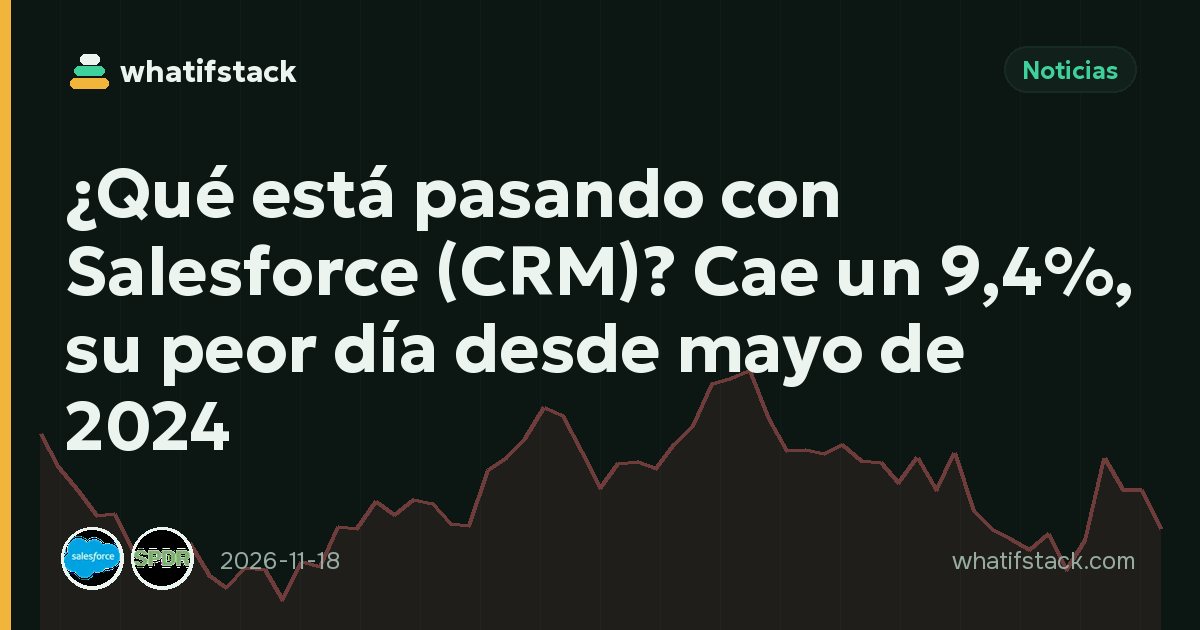 whatifstack
Noticias
¿Qué está pasando con
Salesforce (CRM)? Cae un 9,4%,
su peor día desde mayo de
2024
salesforce
SPDR
2026-11-18
whatifstack.com